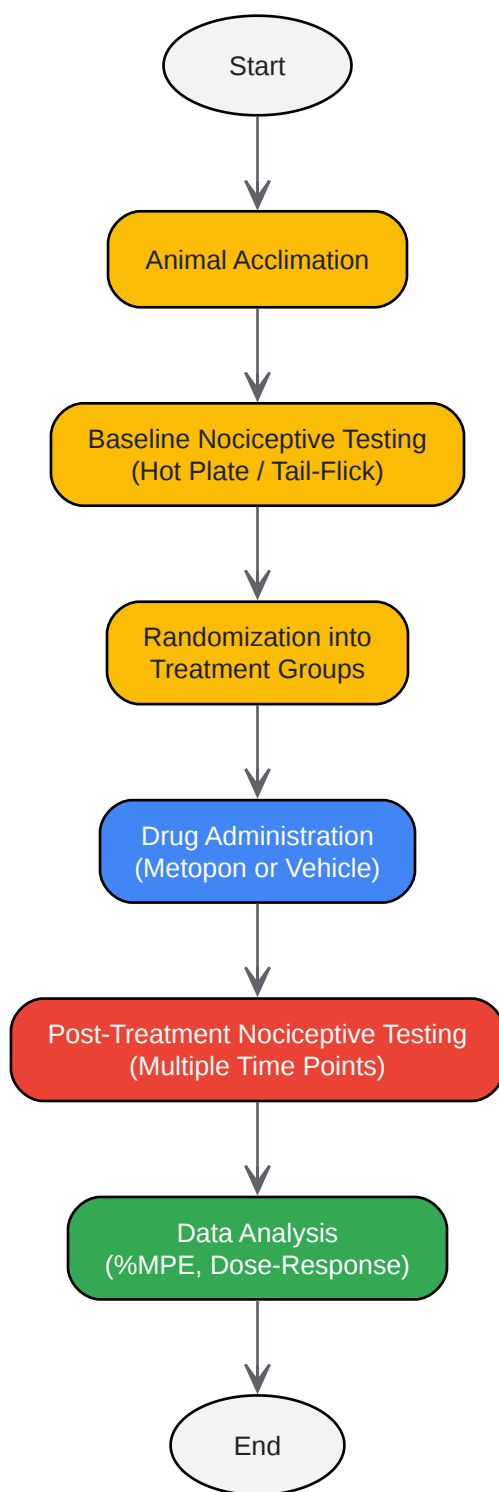 Start
Animal Acclimation
Baseline Nociceptive Testing
(Hot Plate / Tail-Flick)
Randomization into
Treatment Groups
Drug Administration
(Metopon or Vehicle)
Post-Treatment Nociceptive Testing
(Multiple Time Points)
Data Analysis
(%MPE, Dose-Response)
End